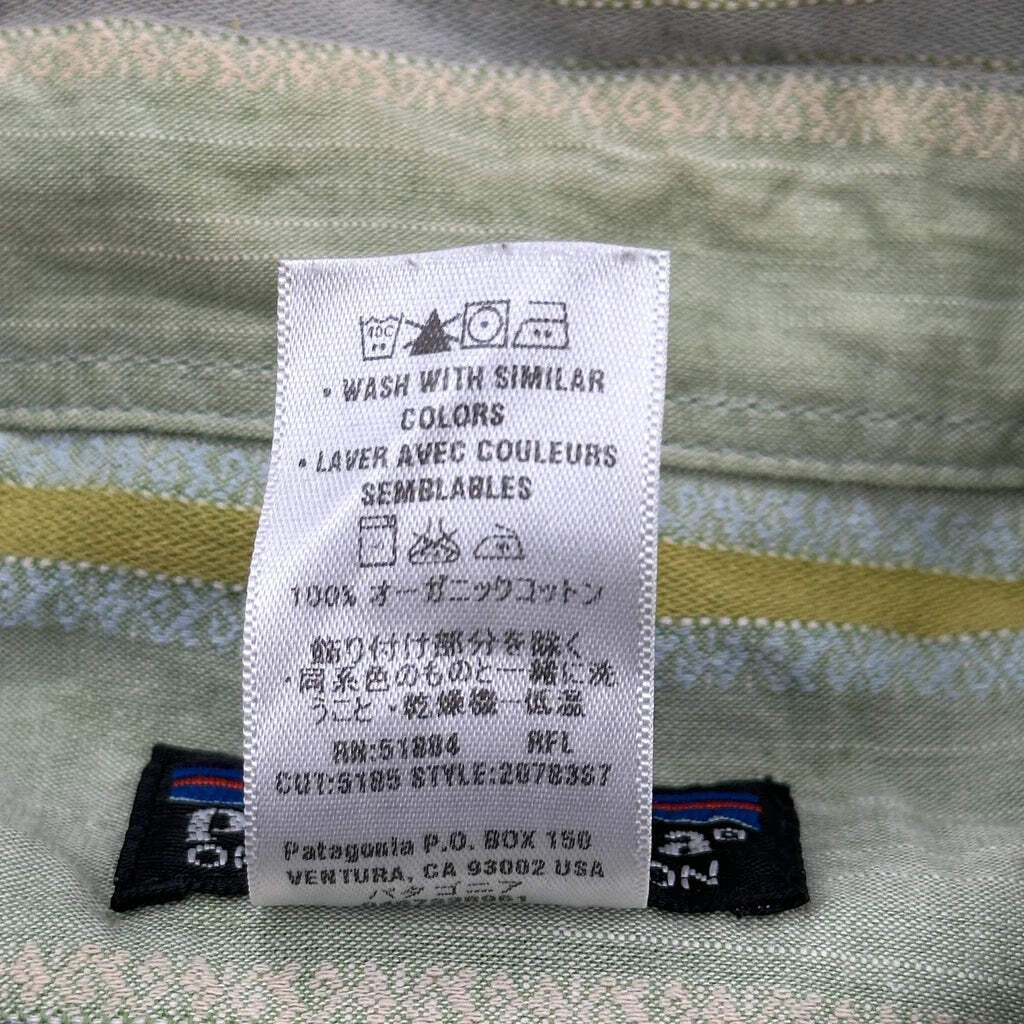 40C
• WASH WITH SIMILAR
COLORS
• LAVER AVEC COULEURS
SEMBLABLES
100% オーガニックコットン
飾り付け部分を除く
・同系色のものと一緒に洗
うこと・乾燥機一低温
RN:51884 RFL
CUT:5185 STYLE:20783S7
Patagonia P.O. BOX 150
VENTURA, CA 93002 USA
パタゴニア